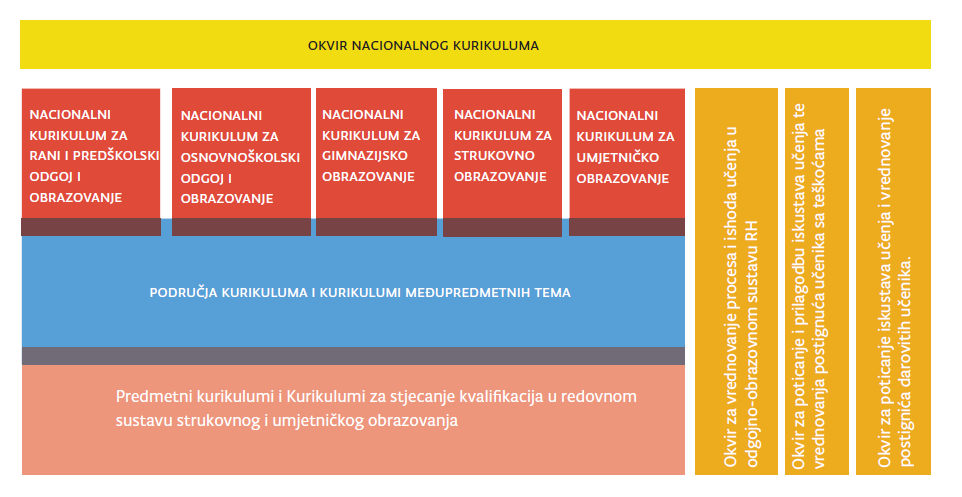 OKVIR NACIONALNOG KURIKULUMA
NACIONALNI
KURIKULUM ZA
RANI I PREDŠKOLSKI
ODGOJ I
OBRAZOVANJE
NACIONALNI
KURIKULUM ZA
OSNOVNOŠKOLSKI
ODGOJ I
OBRAZOVANJE
NACIONALNI
KURIKULUM ZA
GIMNAZIJSKO
OBRAZOVANJE
NACIONALNI
KURIKULUM ZA
STRUKOVNO
OBRAZOVANJE
NACIONALNI
KURIKULUM ZA
UMJETNIČKO
OBRAZOVANJE
PODRUČJA KURIKULUMA I KURIKULUMI MEĐUPREDMETNIH TEMA
Predmetni kurikulumi i Kurikulumi za stjecanje kvalifikacija u redovnom
sustavu strukovnog i umjetničkog obrazovanja
Okvir za vrednovanje procesa i ishoda učenja u
odgojno-obrazovnom sustavu RH
Okvir za poticanje i prilagodbu iskustava učenja te
vrednovanja postignuća učenika sa teškoćama
Okvir za poticanje iskustava učenja i vrednovanje
postignića darovitih učenika.